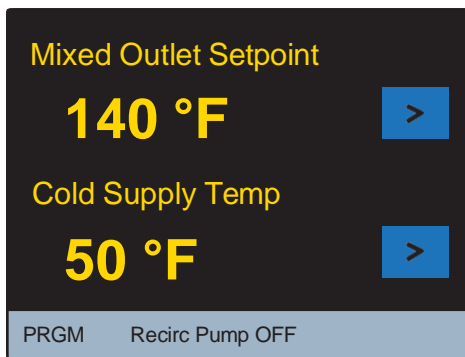 Mixed Outlet Setpoint
140 °F >
Cold Supply Temp
50 °F >
PRGM Recirc Pump OFF